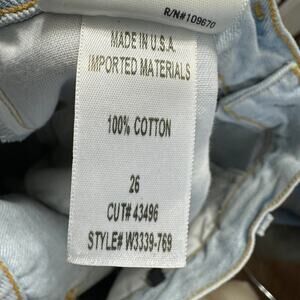 R/N#109670
MADE IN U.S.A.
IMPORTED MATERIALS
100% COTTON
26
CUT# 43496
STYLE# W3339-769